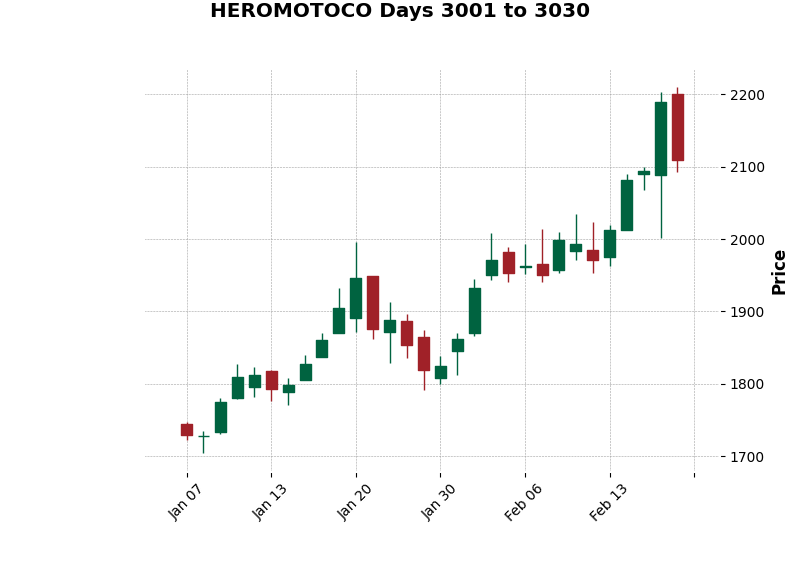 HEROMOTOCO Days 3001 to 3030
2200
2100
2000
1900
1800
1700
Price
Jan 07
Jan 13
Jan 20
Jan 30
Feb 06
Feb 13